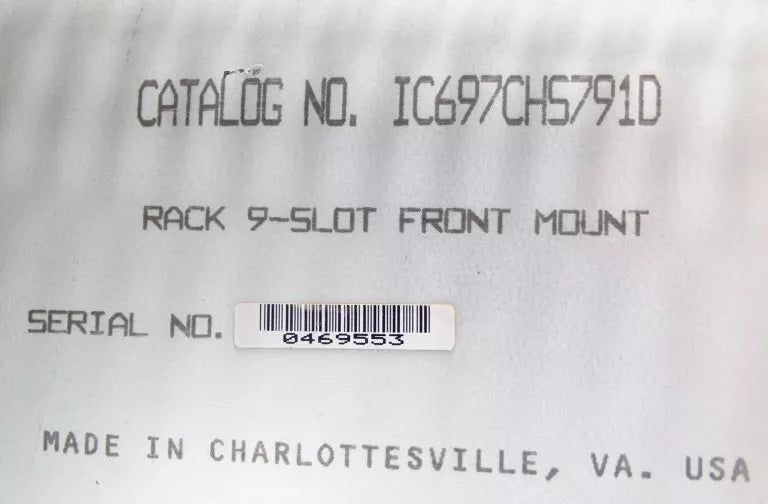 CATALOG NO. IC697CHS791D
RACK 9-SLOT FRONT MOUNT
SERIAL NO. 0469553
MADE IN CHARLOTTESVILLE, VA. USA